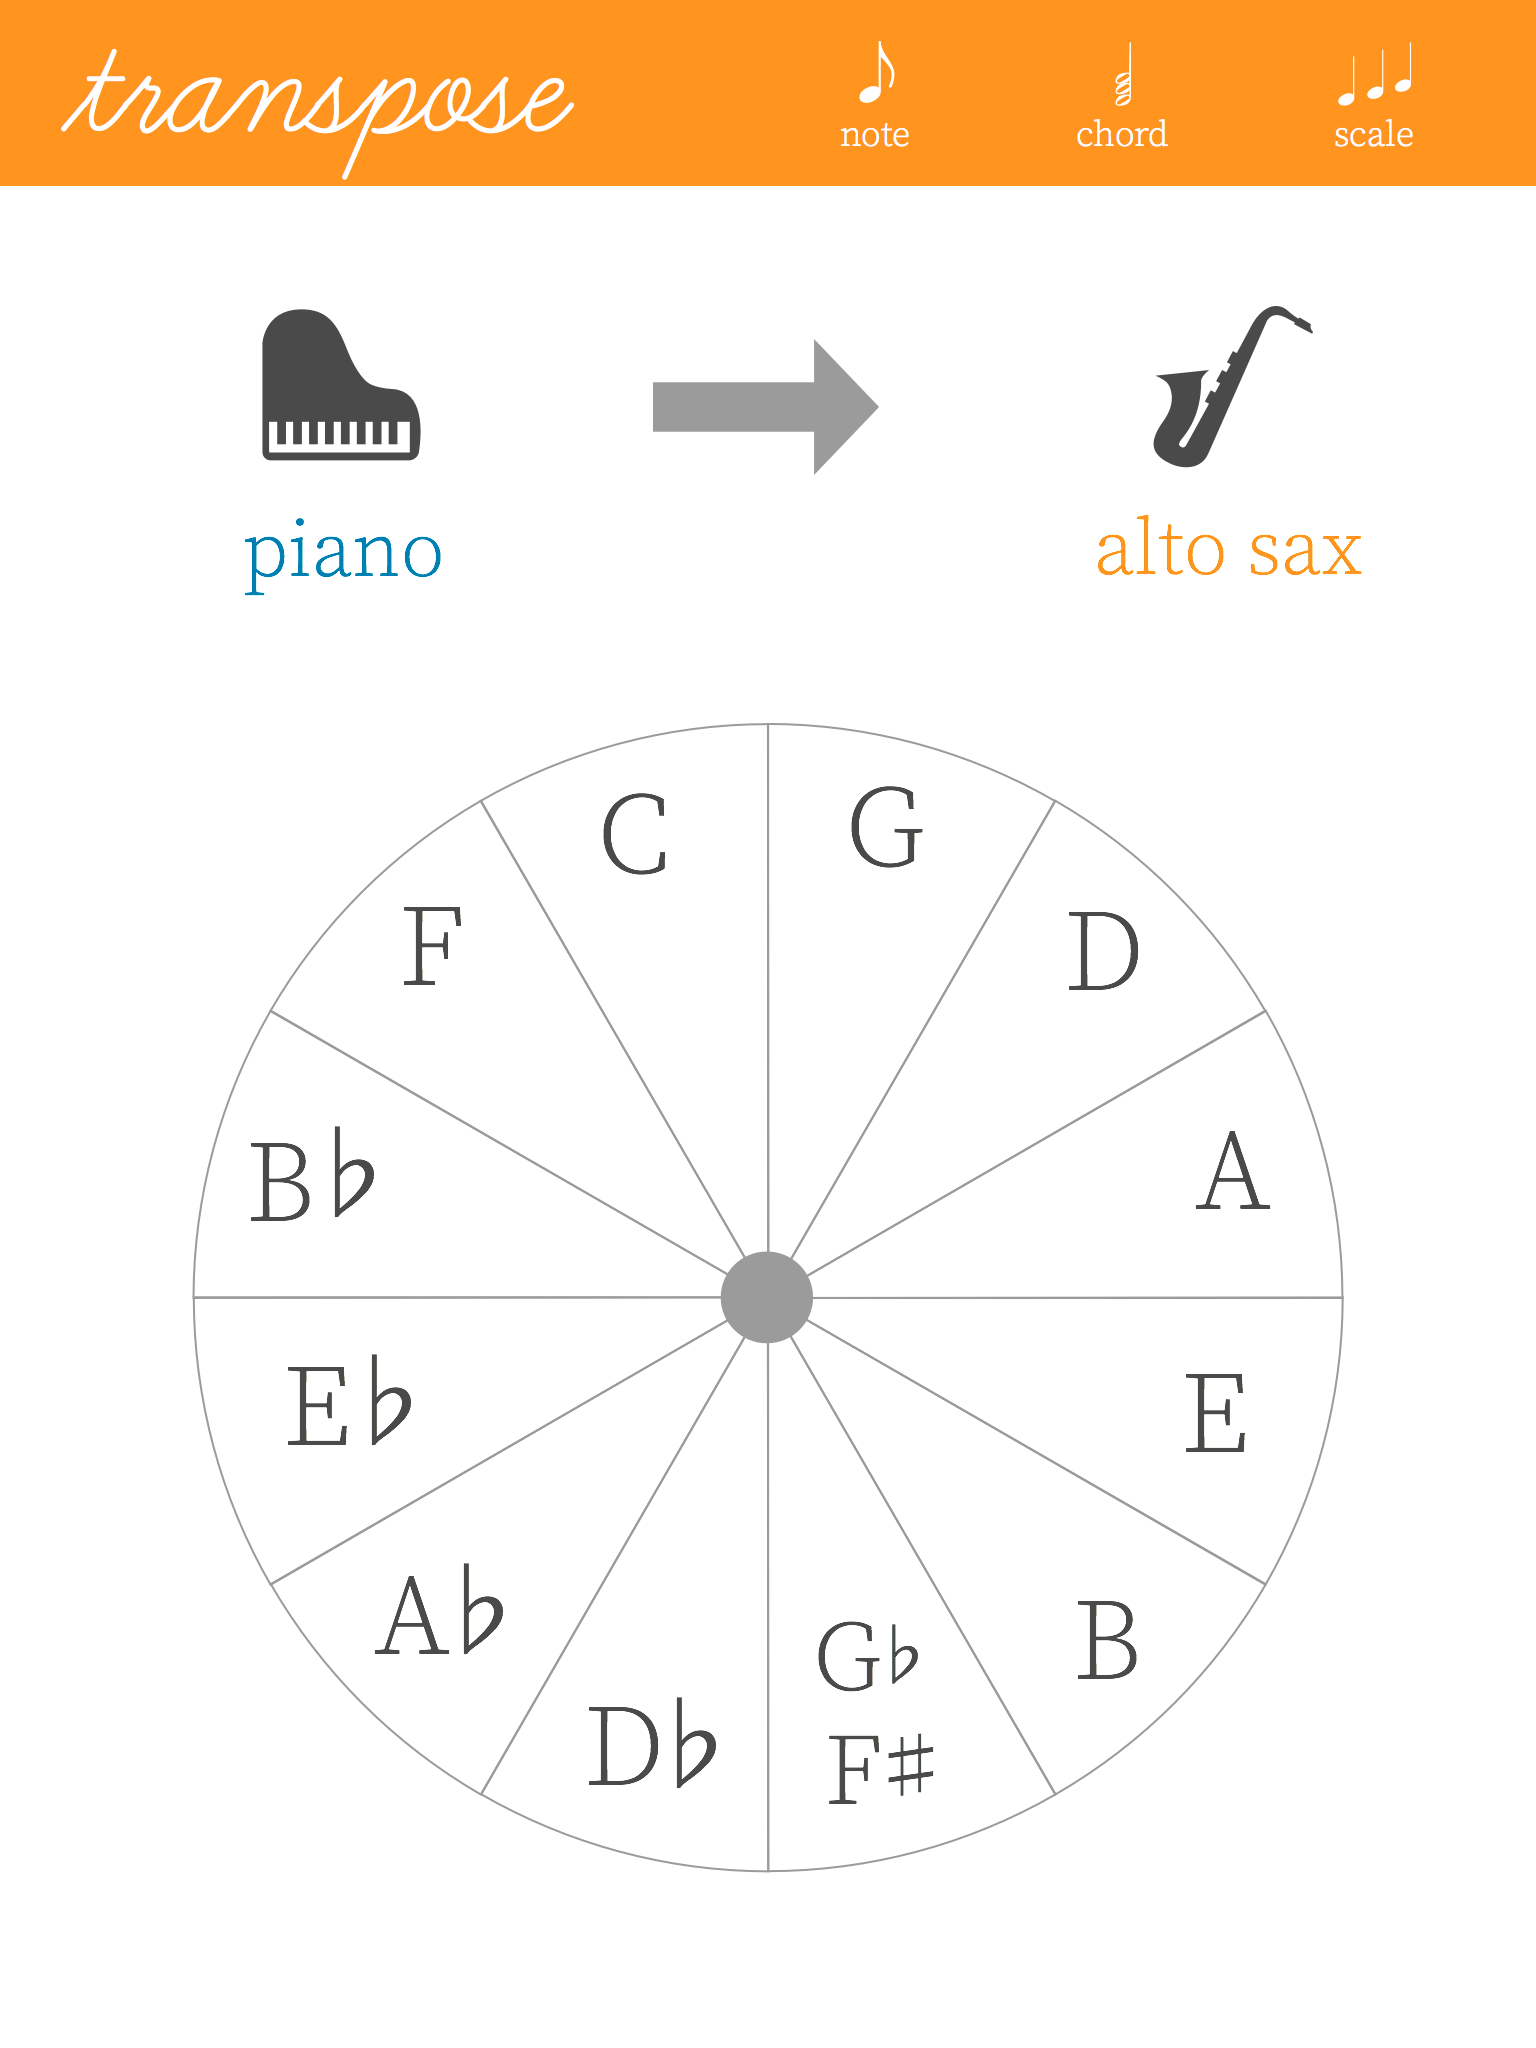 transpose
note
chord
scale
piano
alto sax
C
G
F
D
B♭
A
E♭
E
A♭
B
G♭
F♯
D♭